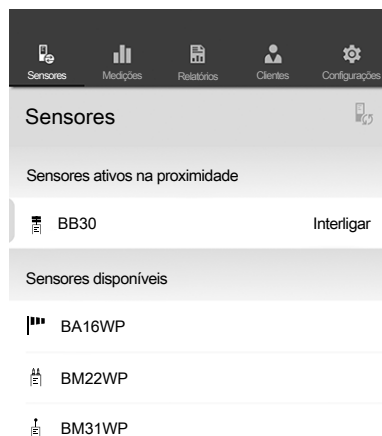 Sensores Medições Relatórios Clientes Configurações
Sensores
Sensores ativos na proximidade
BB30 Interligar
Sensores disponíveis
BA16WP
BM22WP
BM31WP